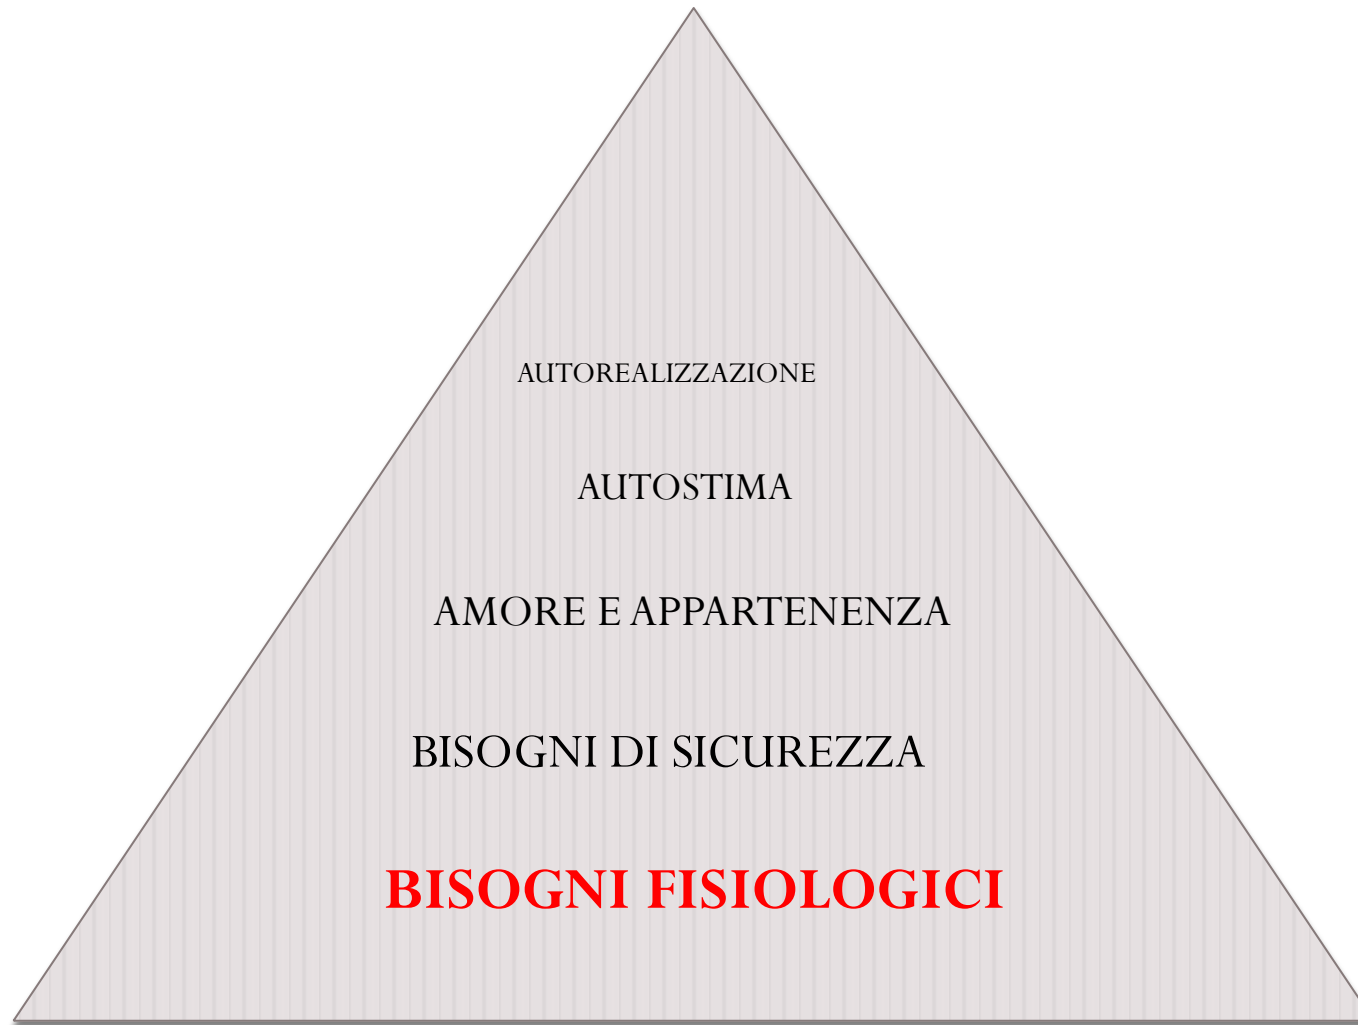 AUTOREALIZZAZIONE
AUTOSTIMA
AMORE E APPARTENENZA
BISOGNI DI SICUREZZA
BISOGNI FISIOLOGICI